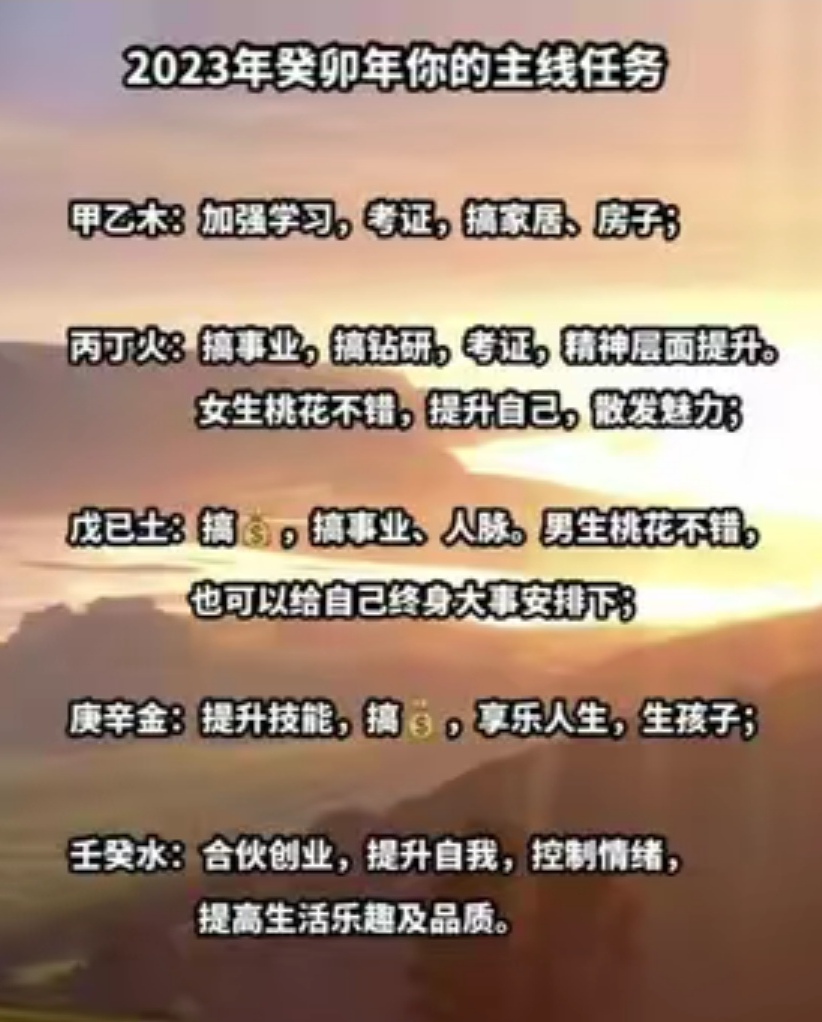 2023年癸卯年你的主线任务
甲乙木：加强学习，考证，搞家居、房子；
丙丁火：搞事业，搞钻研，考证，精神层面提升。
女生桃花不错，提升自己，散发魅力；
戊已土：搞💰，搞事业、人脉。男生桃花不错，
也可以给自己终身大事安排下；
庚辛金：提升技能，搞💰，享乐人生，生孩子；
壬癸水：合伙创业，提升自我，控制情绪，
提高生活乐趣及品质。